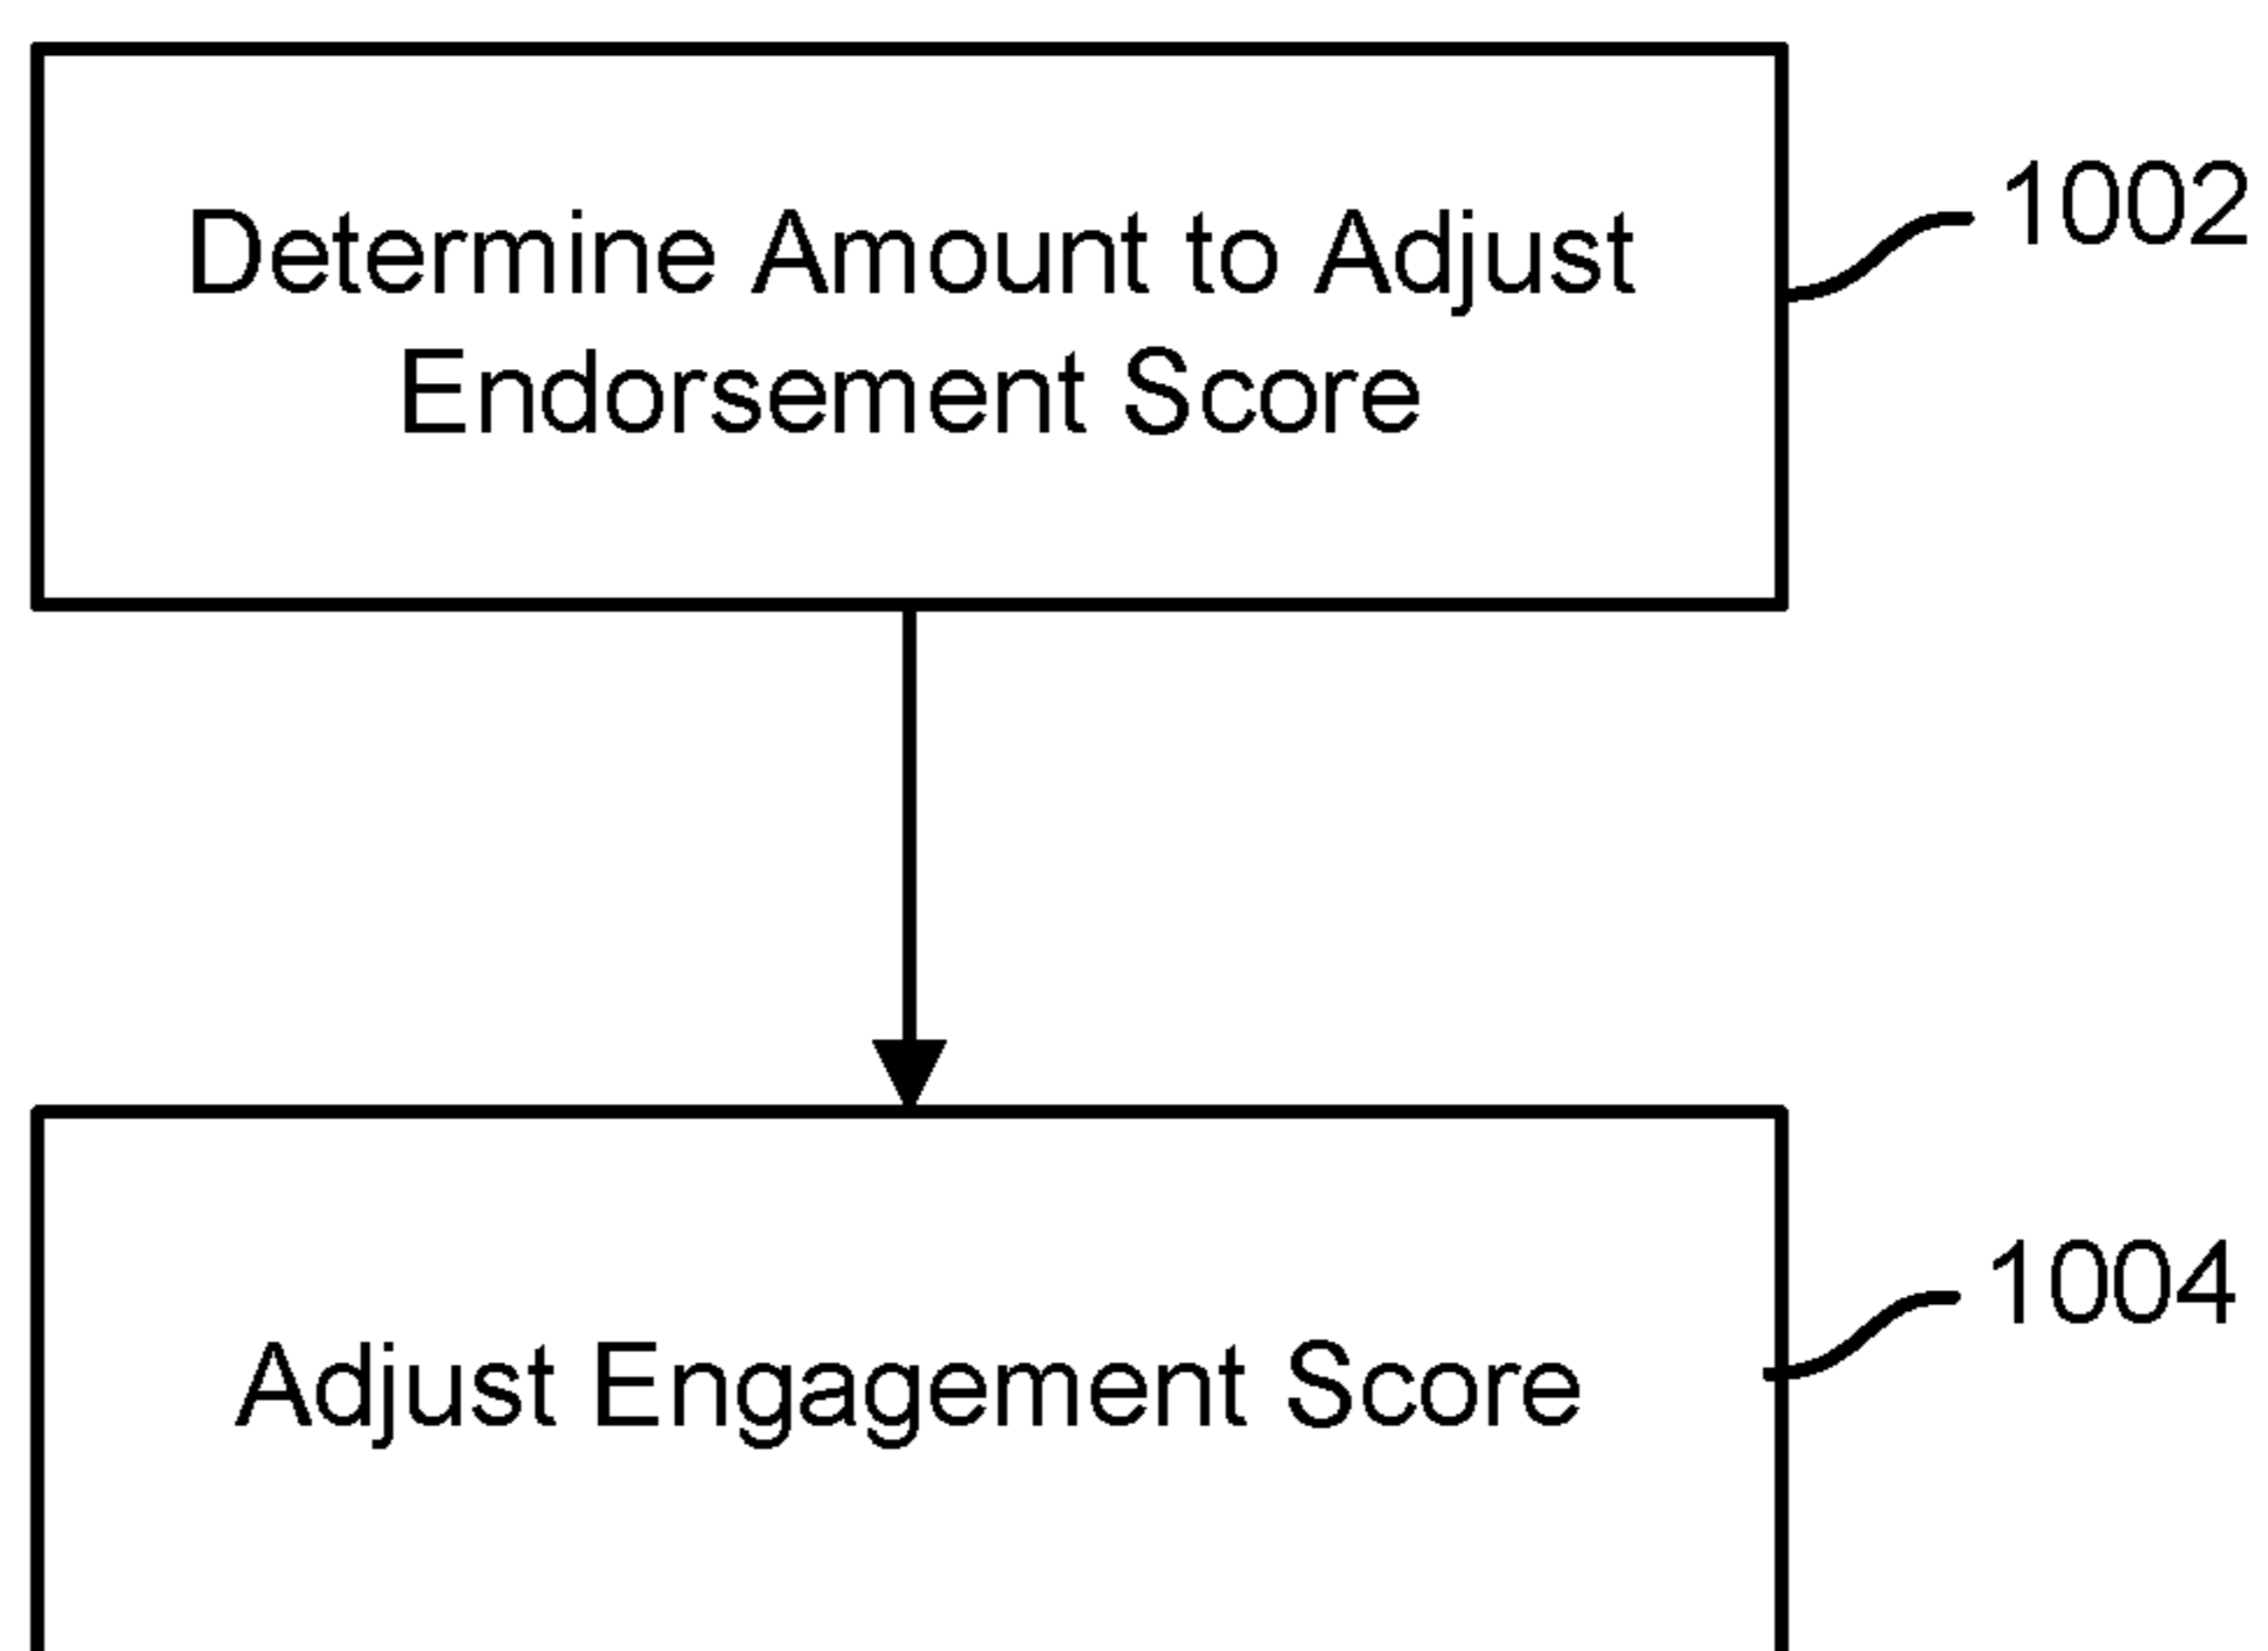 Determine Amount to Adjust
Endorsement Score
1002
Adjust Engagement Score
1004